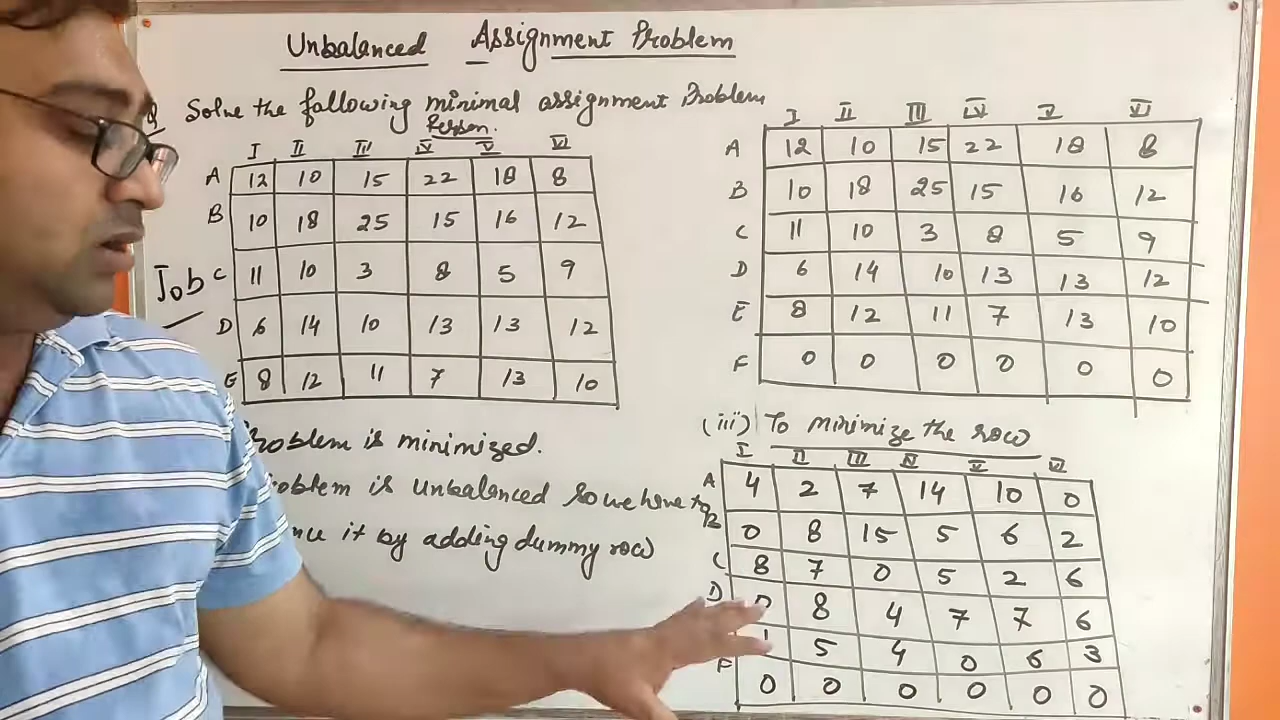 Unbalanced Assignment Problem
Q Solve the following minimal assignment Problem
Person.
I II III IV V VI
A 12 10 15 22 18 8
B 10 18 25 15 16 12
Job C 11 10 3 8 5 9
D 6 14 10 13 13 12
E 8 12 11 7 13 10
Problem is minimized.
Problem is Unbalanced so we have to
it by adding dummy row
I II III IV V VI
A 12 10 15 22 18 8
B 10 18 25 15 16 12
C 11 10 3 8 5 9
D 6 14 10 13 13 12
E 8 12 11 7 13 10
F 0 0 0 0 0 0
(iii) To minimize the row
I II III IV V VI
A 4 2 7 14 10 0
B 0 8 15 5 6 2
C 8 7 0 5 2 6
D 8 4 7 7 6
5 4 0 6 3
F 0 0 0 0 0 0